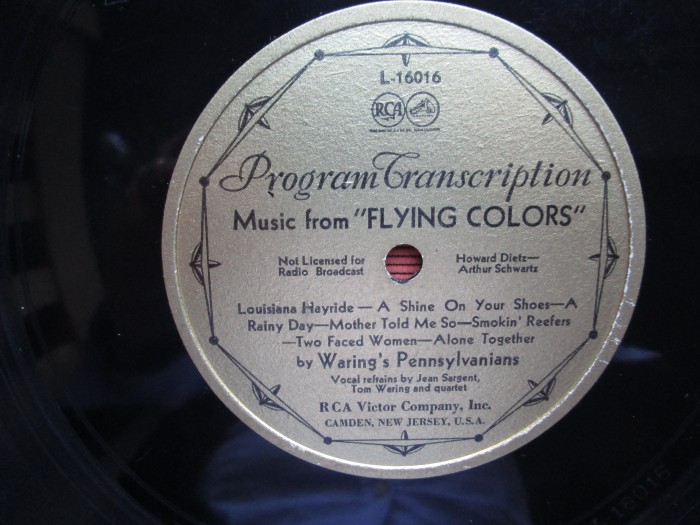 L-16016
RCA
Program Transcription
Music from "FLYING COLORS"
Not Licensed for
Radio Broadcast
Howard Dietz—
Arthur Schwartz
Louisiana Hayride — A Shine On Your Shoes—A
Rainy Day—Mother Told Me So—Smokin' Reefers
—Two Faced Women—Alone Together
by Waring's Pennsylvanians
Vocal refrains by Jean Sargent,
Tom Waring and quartet
RCA Victor Company, Inc.
CAMDEN, NEW JERSEY, U.S.A.